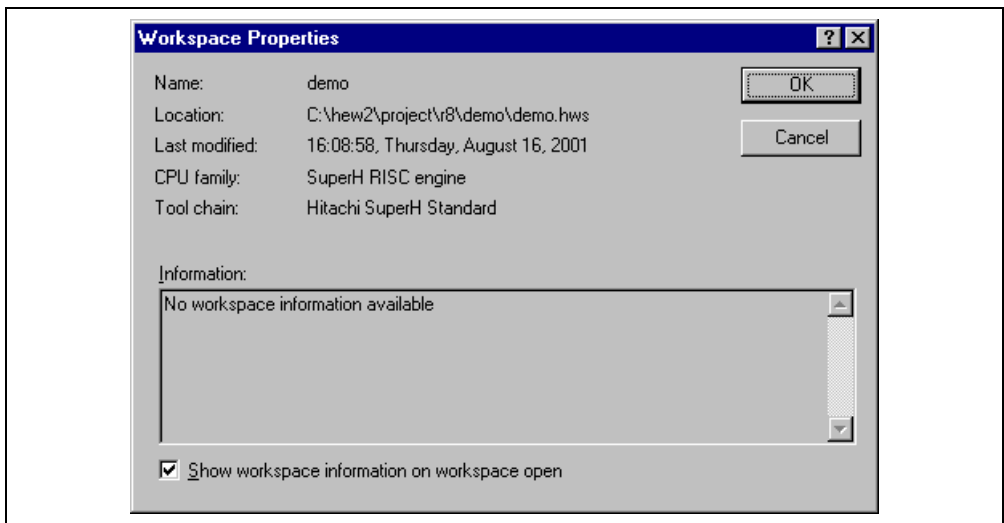 Workspace Properties
Name: demo
OK
Location: C:\hew2\project\r8\demo\demo.hws
Last modified: 16:08:58, Thursday, August 16, 2001
Cancel
CPU family: SuperH RISC engine
Tool chain: Hitachi SuperH Standard
Information:
No workspace information available
Show workspace information on workspace open